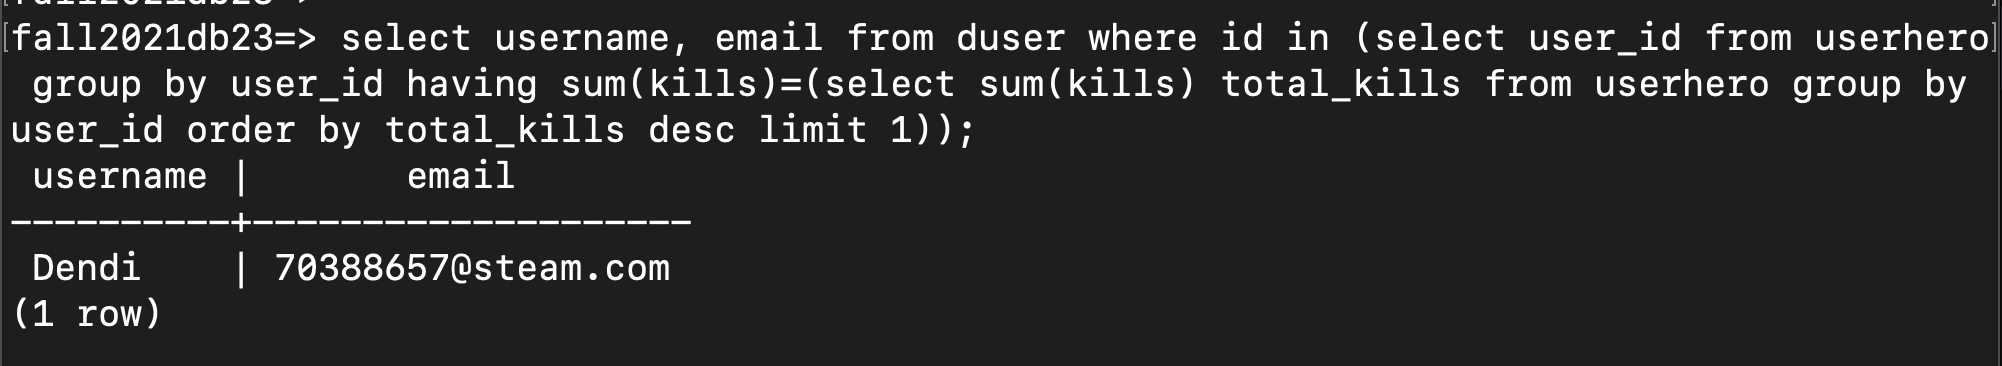 [fall2021db23=> select username, email from duser where id in (select user_id from userhero]
group by user_id having sum(kills)=(select sum(kills) total_kills from userhero group by
user_id order by total_kills desc limit 1));
username | email
----------+--------------------
Dendi | 70388657@steam.com
(1 row)